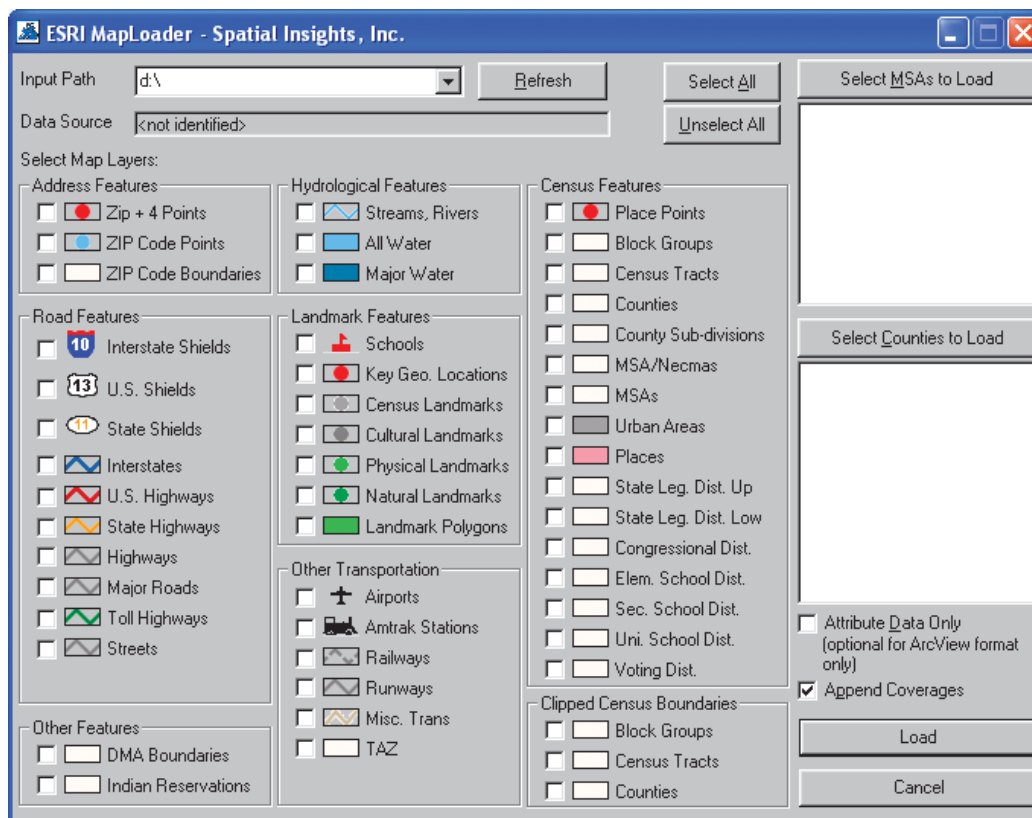 ESRI MapLoader - Spatial Insights, Inc.
Input Path
d:\
Refresh
Select All
Select MSAs to Load
Data Source
<not identified>
Unselect All
Select Map Layers:
Address Features
Zip + 4 Points
ZIP Code Points
ZIP Code Boundaries
Road Features
10
Interstate Shields
13
U.S. Shields
11
State Shields
Interstates
U.S. Highways
State Highways
Highways
Major Roads
Toll Highways
Streets
Other Features
DMA Boundaries
Indian Reservations
Hydrological Features
Streams, Rivers
All Water
Major Water
Landmark Features
Schools
Key Geo. Locations
Census Landmarks
Cultural Landmarks
Physical Landmarks
Natural Landmarks
Landmark Polygons
Other Transportation
Airports
Amtrak Stations
Railways
Runways
Misc. Trans
TAZ
Census Features
Place Points
Block Groups
Census Tracts
Counties
County Sub-divisions
MSA/Necmas
MSAs
Urban Areas
Places
State Leg. Dist. Up
State Leg. Dist. Low
Congressional Dist.
Elem. School Dist.
Sec. School Dist.
Uni. School Dist.
Voting Dist.
Clipped Census Boundaries
Block Groups
Census Tracts
Counties
Select Counties to Load
Attribute Data Only
(optional for ArcView format
only)
Append Coverages
Load
Cancel